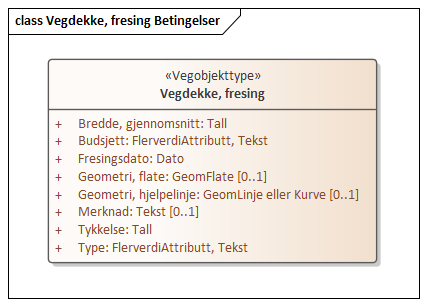 class Vegdekke, fresing Betingelser
«Vegobjekttype»
Vegdekke, fresing
+ Bredde, gjennomsnitt: Tall
+ Budsjett: FlerverdiAttributt, Tekst
+ Fresingsdato: Dato
+ Geometri, flate: GeomFlate [0..1]
+ Geometri, hjelpelinje: GeomLinje eller Kurve [0..1]
+ Merknad: Tekst [0..1]
+ Tykkelse: Tall
+ Type: FlerverdiAttributt, Tekst